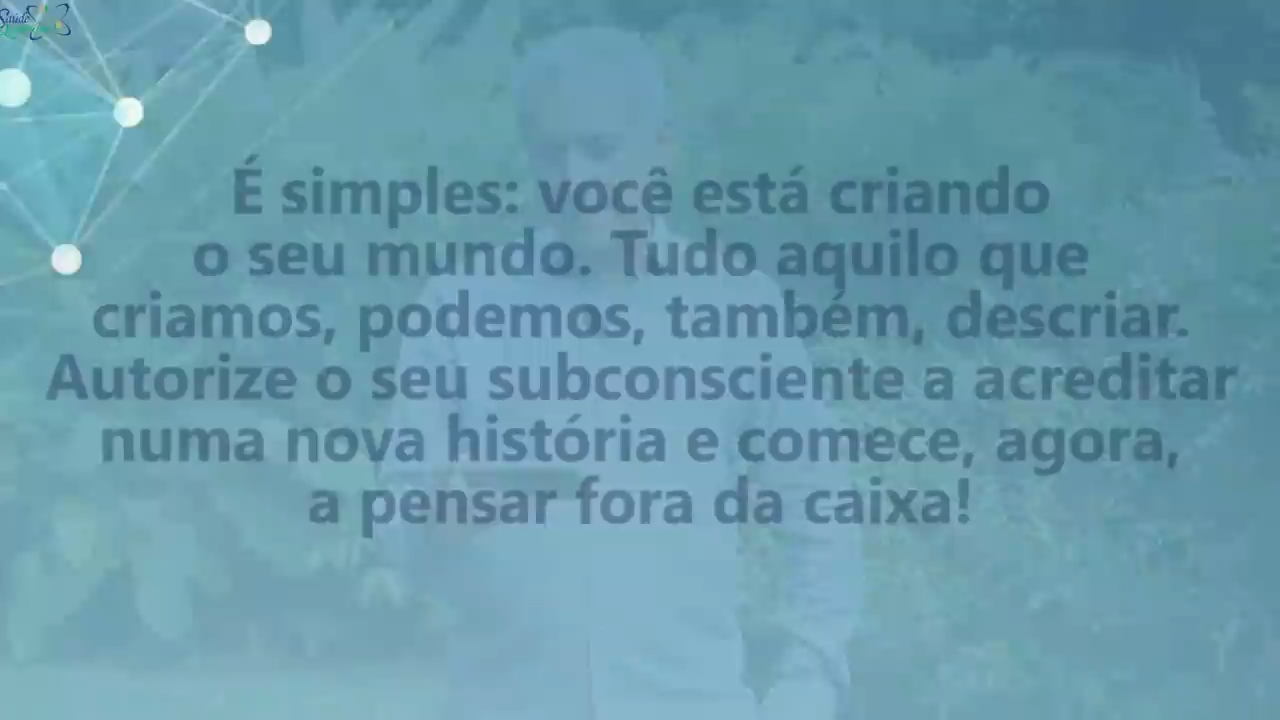 Saúde
É simples: você está criando
o seu mundo. Tudo aquilo que
criamos, podemos, também, descriar.
Autorize o seu subconsciente a acreditar
numa nova história e comece, agora,
a pensar fora da caixa!